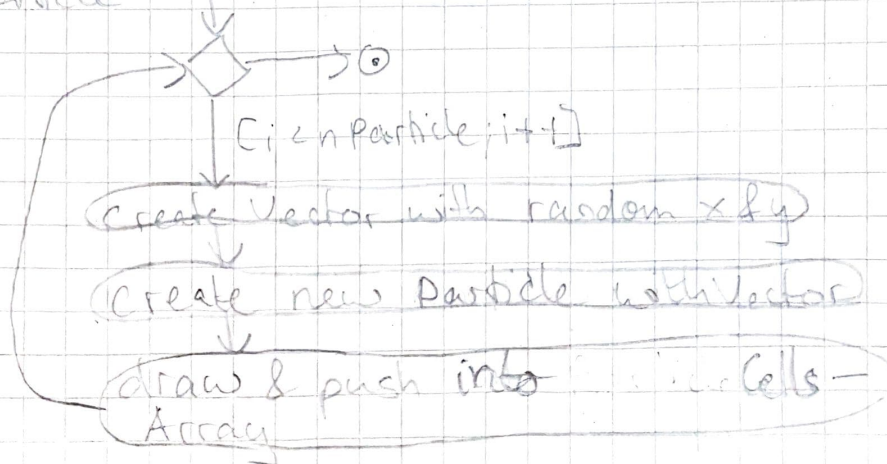 [i < nParticle; i++]
create Vector with random x & y
create new Particle with Vector
draw & push into Cells-
Array